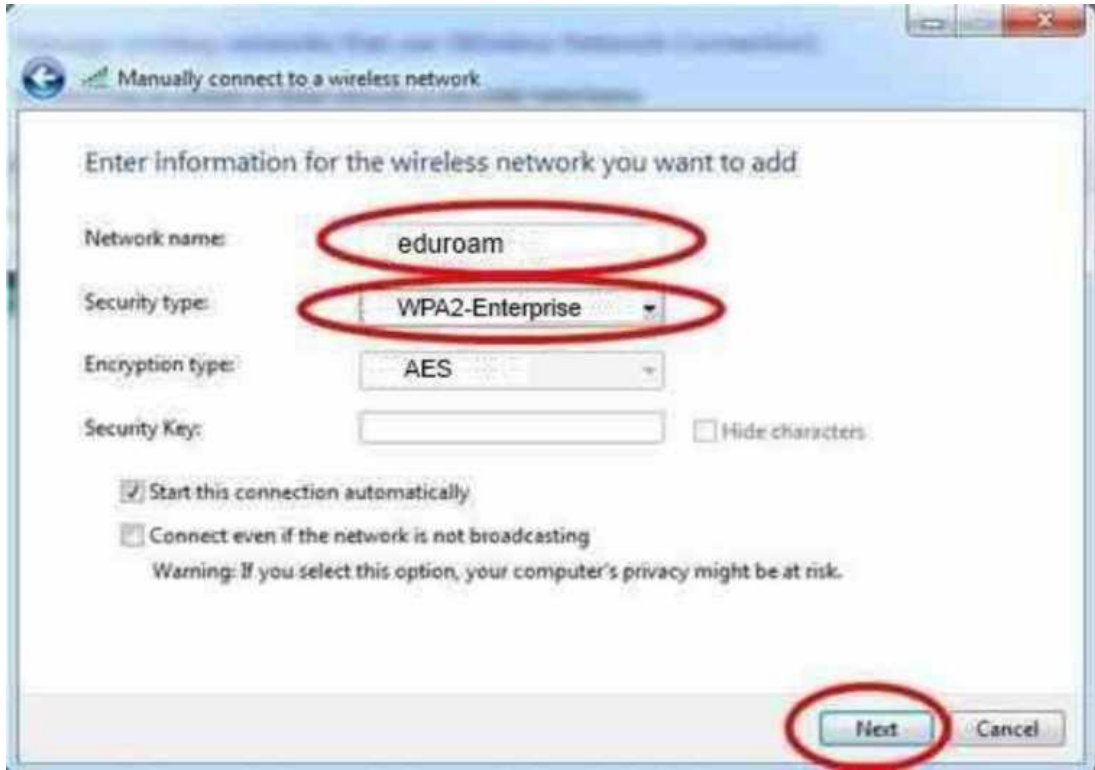 Manually connect to a wireless network
Enter information for the wireless network you want to add
Network name: eduroam
Security type: WPA2-Enterprise
Encryption type: AES
Security Key:
Hide characters
Start this connection automatically
Connect even if the network is not broadcasting
Warning: If you select this option, your computer's privacy might be at risk.
Next Cancel